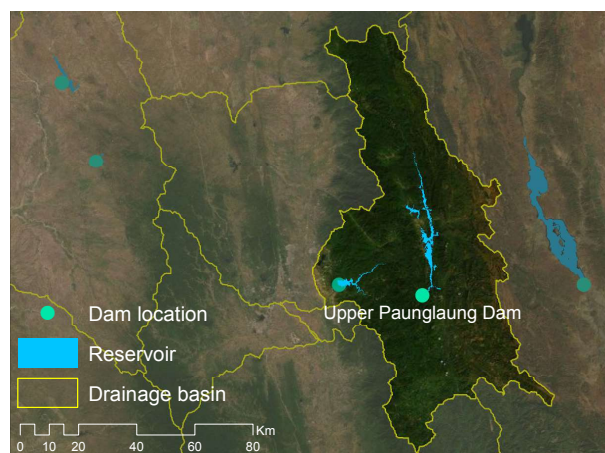 Dam location
Upper Paunglaung Dam
Reservoir
Drainage basin
Km
0 10 20 40 60 80